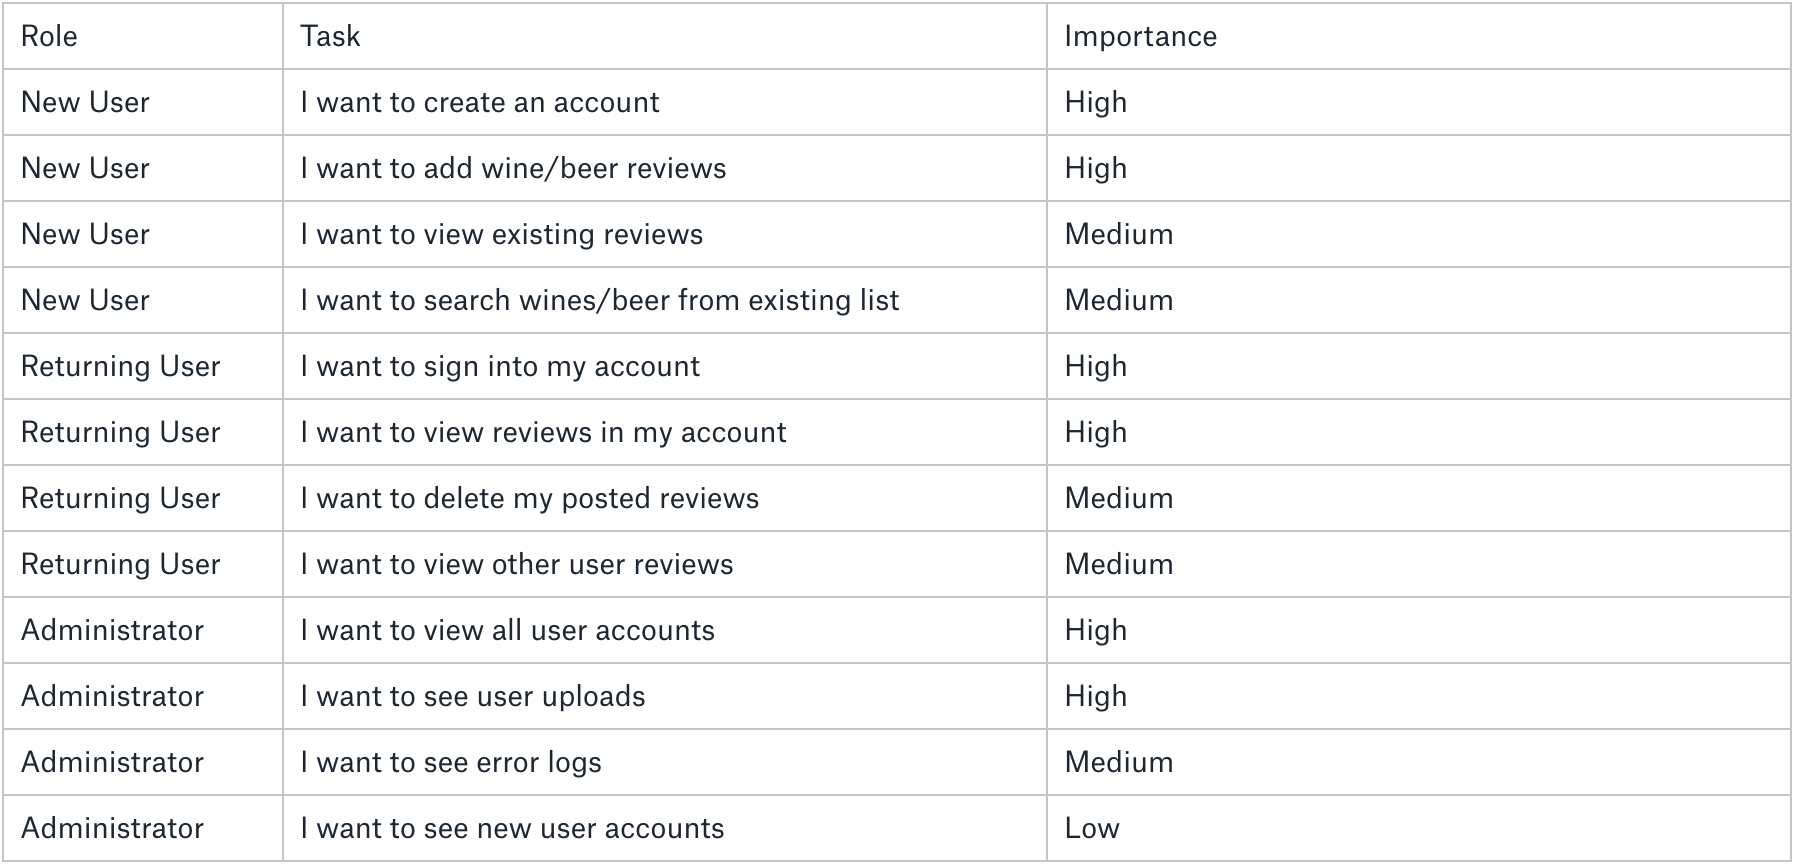 Role Task Importance
New User I want to create an account High
New User I want to add wine/beer reviews High
New User I want to view existing reviews Medium
New User I want to search wines/beer from existing list Medium
Returning User I want to sign into my account High
Returning User I want to view reviews in my account High
Returning User I want to delete my posted reviews Medium
Returning User I want to view other user reviews Medium
Administrator I want to view all user accounts High
Administrator I want to see user uploads High
Administrator I want to see error logs Medium
Administrator I want to see new user accounts Low